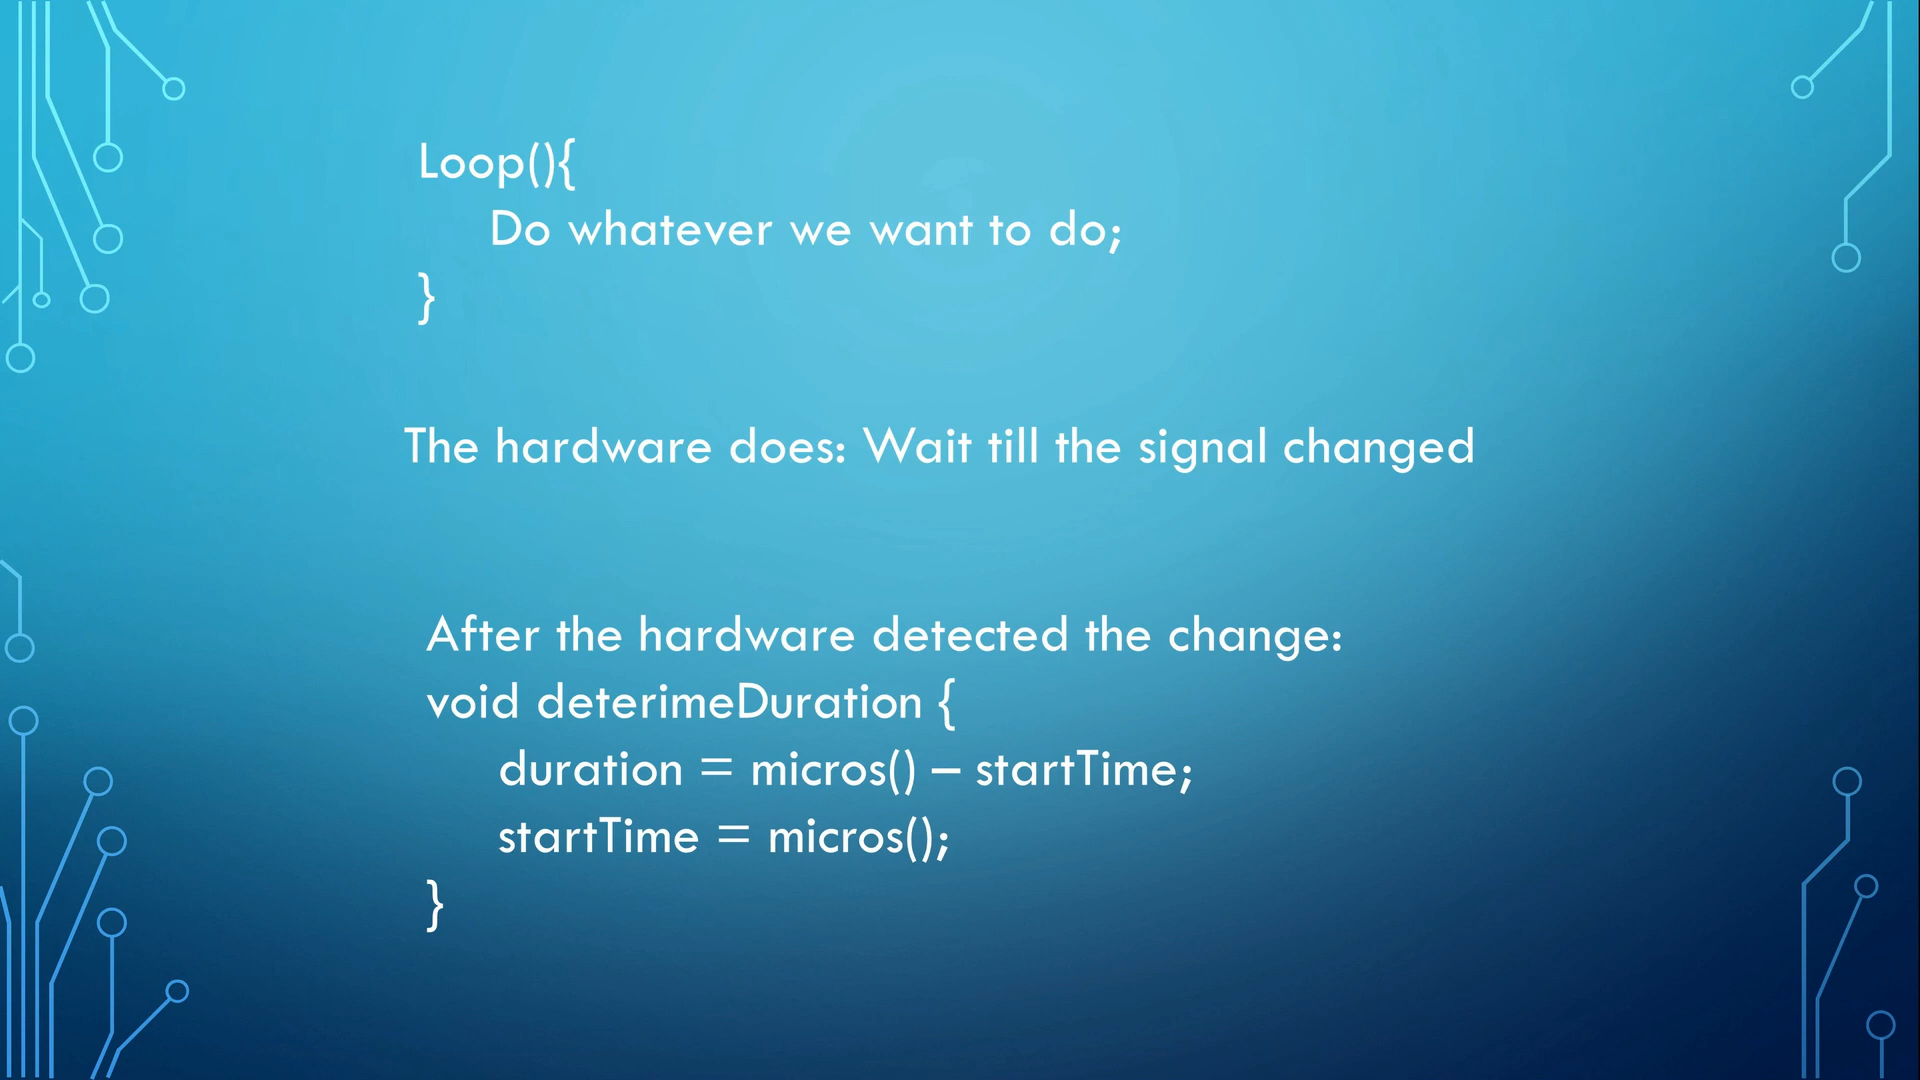 Loop(){
Do whatever we want to do;
}
The hardware does: Wait till the signal changed
After the hardware detected the change:
void deterimeDuration {
duration = micros() – startTime;
startTime = micros();
}